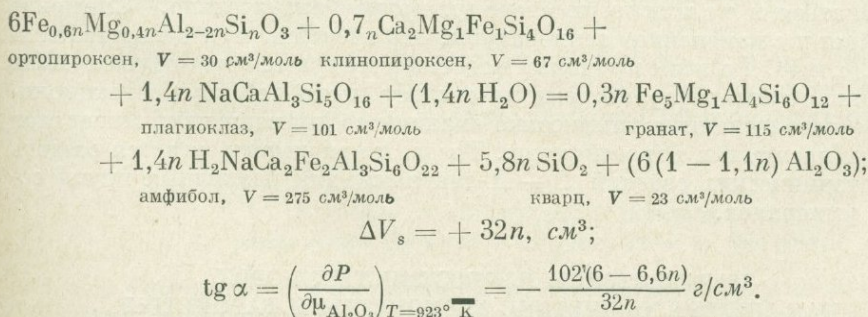 6Fe₀,₆ₙMg₀,₄ₙAl₂₋₂ₙSiₙO₃ + 0,7ₙCa₂Mg₁Fe₁Si₄O₁₆ +
ортопироксен, V = 30 см³/моль клинопироксен, V = 67 см³/моль
+ 1,4n NaCaAl₃Si₅O₁₆ + (1,4n H₂O) = 0,3n Fe₅Mg₁Al₄Si₆O₁₂ +
плагиоклаз, V = 101 см³/моль гранат, V = 115 см³/моль
+ 1,4n H₂NaCa₂Fe₂Al₃Si₆O₂₂ + 5,8n SiO₂ + (6 (1 — 1,1n) Al₂O₃);
амфибол, V = 275 см³/моль кварц, V = 23 см³/моль
ΔVₛ = + 32n, см³;
tg α = (∂P/∂μ_Al₂O₃)_T=923° K = — 102(6 — 6,6n)/32n г/см³.